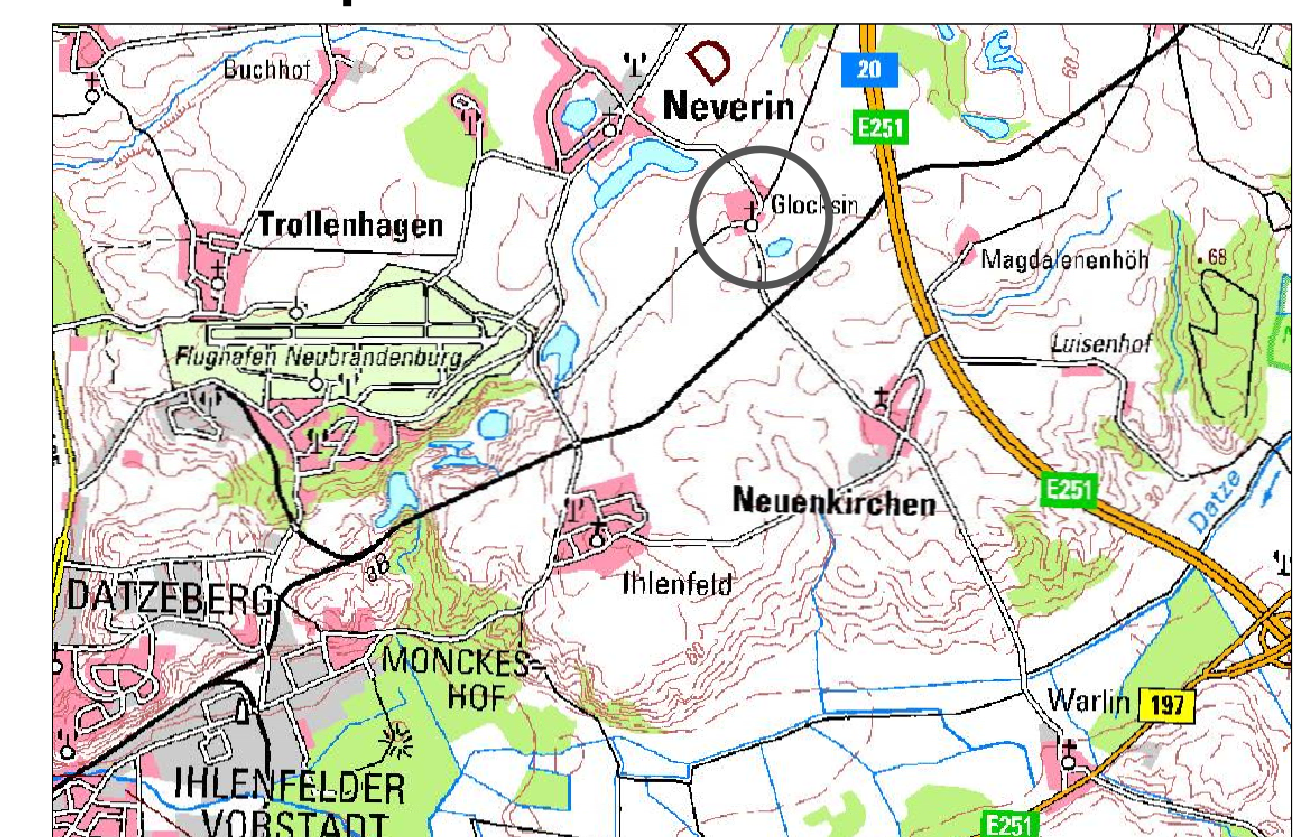 Buchhof
20
Neverin
E251
Glocksin
Trollenhagen
Magdalenenhöh
68
Flughafen Neubrandenburg
Luisenhof
Neuenkirchen
E251
Datze
Ihlenfeld
DATZEBERG
MONCKES=
HOF
Warlin
197
IHLENFELDER
VORSTADT
E251